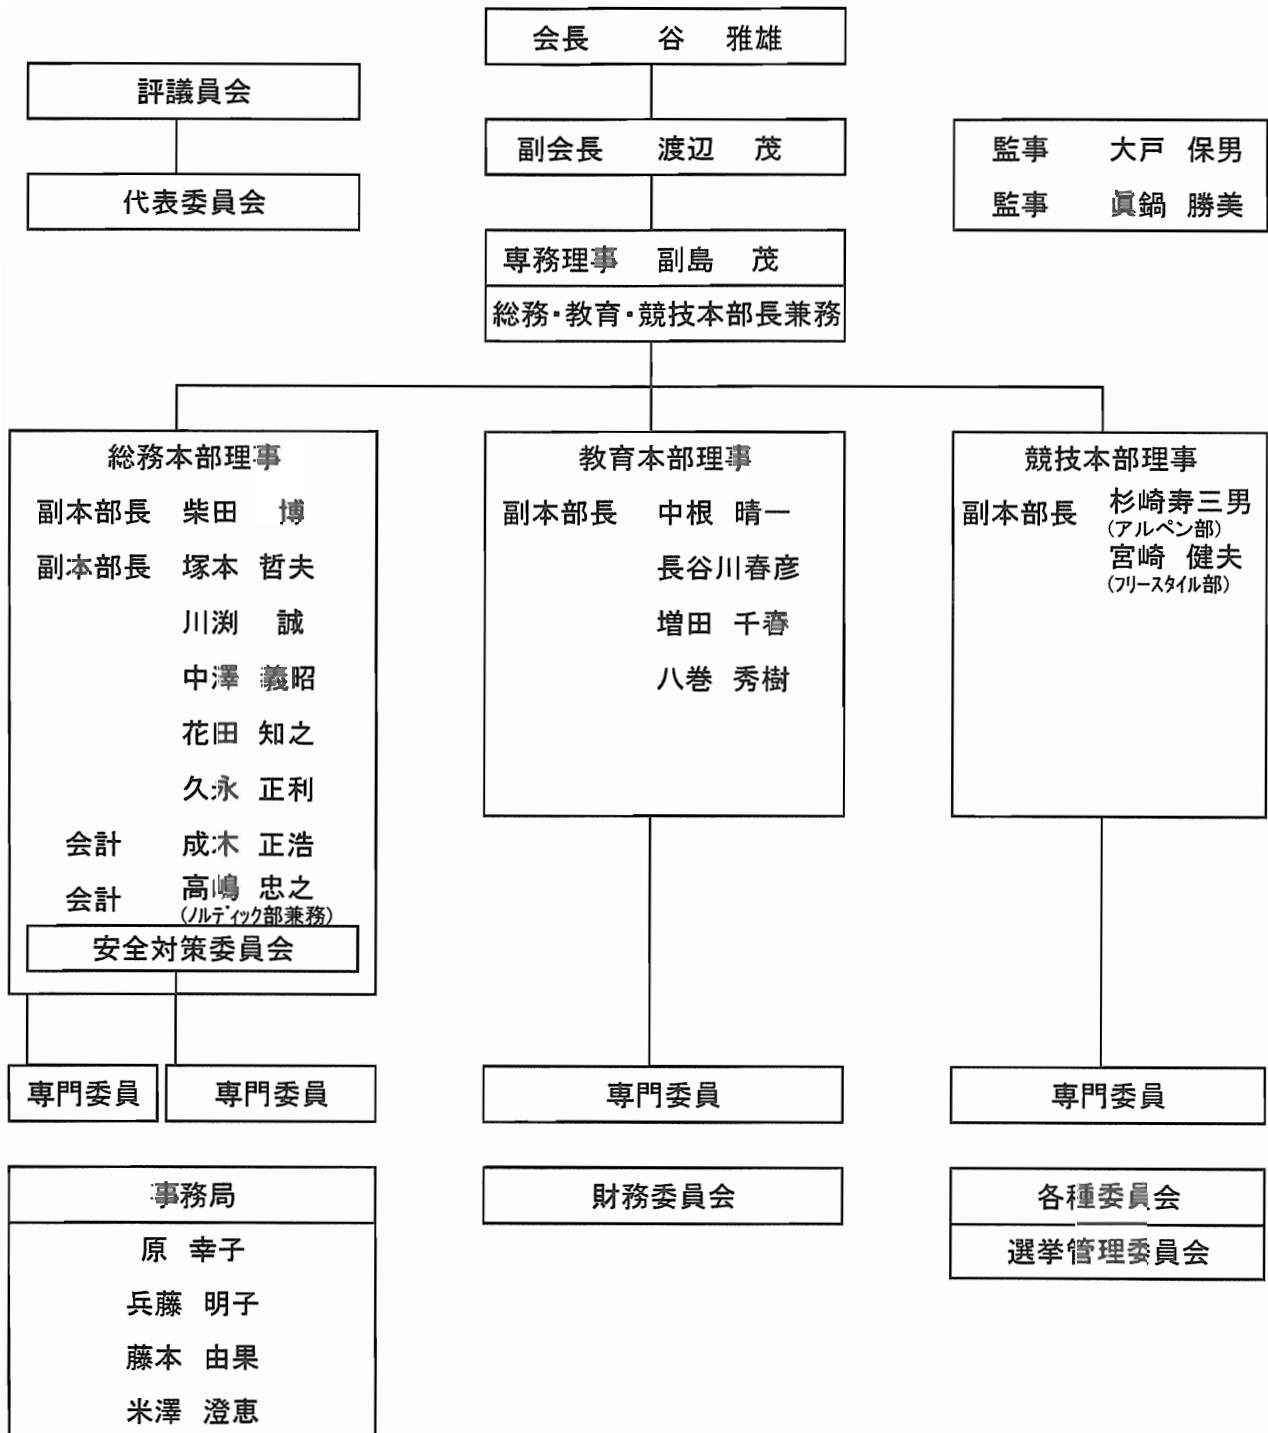 会長 谷 雅雄
評議員会
副会長 渡辺 茂
監事 大戸 保男
代表委員会
監事 眞鍋 勝美
専務理事 副島 茂
総務・教育・競技本部長兼務
総務本部理事
副本部長 柴田 博
副本部長 塚本 哲夫
川渕 誠
中澤 義昭
花田 知之
久永 正利
会計 成木 正浩
会計 高嶋 忠之
(ノルディック部兼務)
安全対策委員会
専門委員
専門委員
教育本部理事
副本部長 中根 晴一
長谷川春彦
増田 千春
八巻 秀樹
専門委員
競技本部理事
副本部長 杉崎寿三男
(アルペン部)
宮崎 健夫
(フリースタイル部)
専門委員
事務局
原 幸子
兵藤 明子
藤本 由果
米澤 澄恵
財務委員会
各種委員会
選挙管理委員会